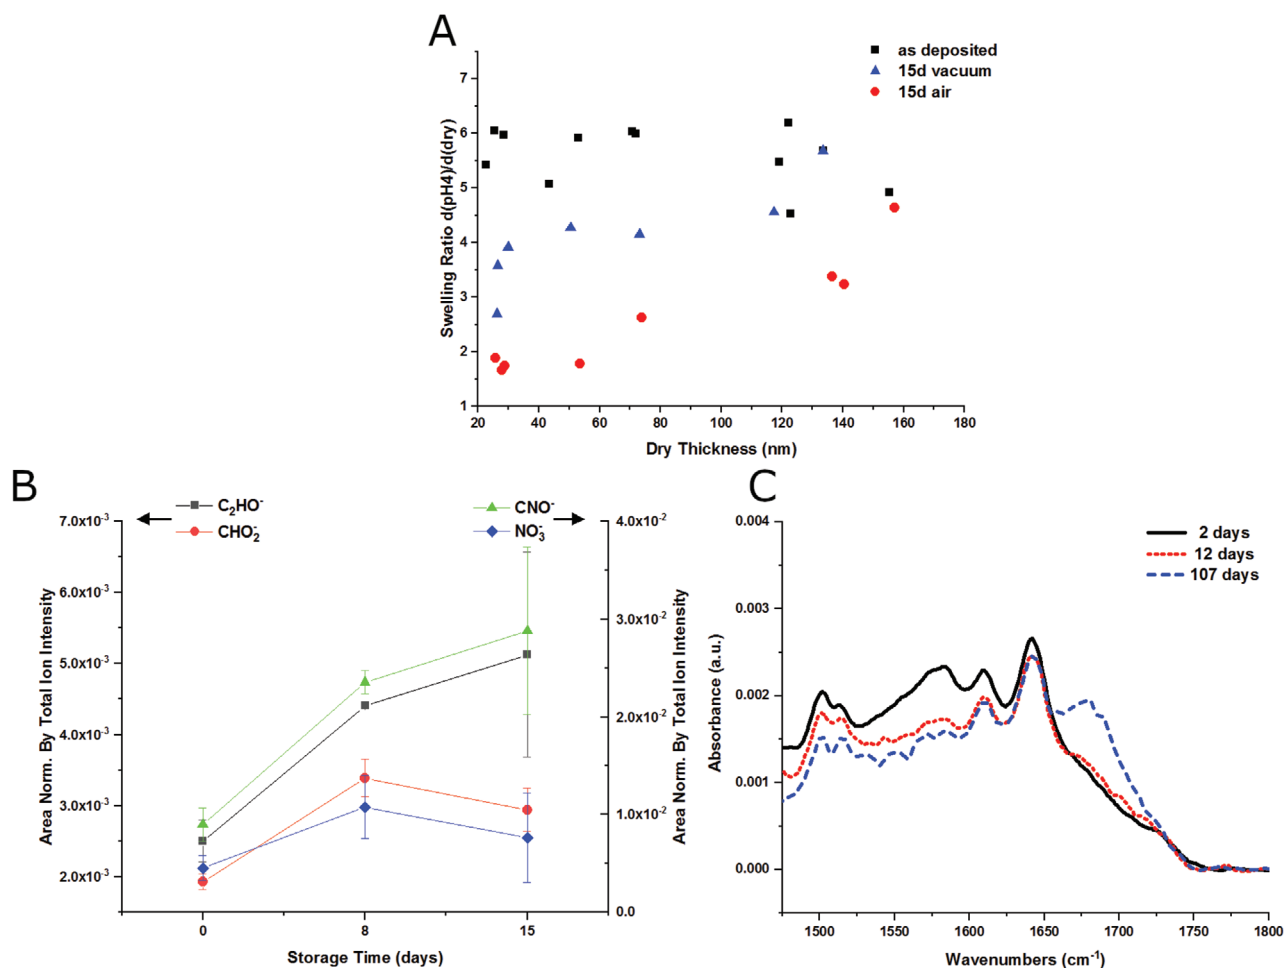 A
as deposited
15d vacuum
15d air
Swelling Ratio d(pH4)/d(dry)
7
6
5
4
3
2
1
20 40 60 80 100 120 140 160 180
Dry Thickness (nm)
B
C₂HO⁻
CHO₂⁻
CNO⁻
NO₃⁻
Area Norm. By Total Ion Intensity
7.0x10⁻³
6.0x10⁻³
5.0x10⁻³
4.0x10⁻³
3.0x10⁻³
2.0x10⁻³
4.0x10⁻²
3.0x10⁻²
2.0x10⁻²
1.0x10⁻²
0.0
Area Norm. By Total Ion Intensity
0 8 15
Storage Time (days)
C
2 days
12 days
107 days
Absorbance (a.u.)
0.004
0.003
0.002
0.001
0.000
1500 1550 1600 1650 1700 1750 1800
Wavenumbers (cm⁻¹)